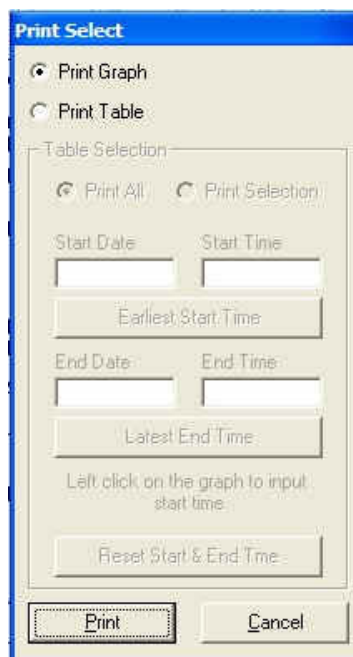 Print Select
Print Graph
Print Table
Table Selection
Print All Print Selection
Start Date Start Time
Earliest Start Time
End Date End Time
Latest End Time
Left click on the graph to input
start time
Reset Start & End Tme
Print Cancel